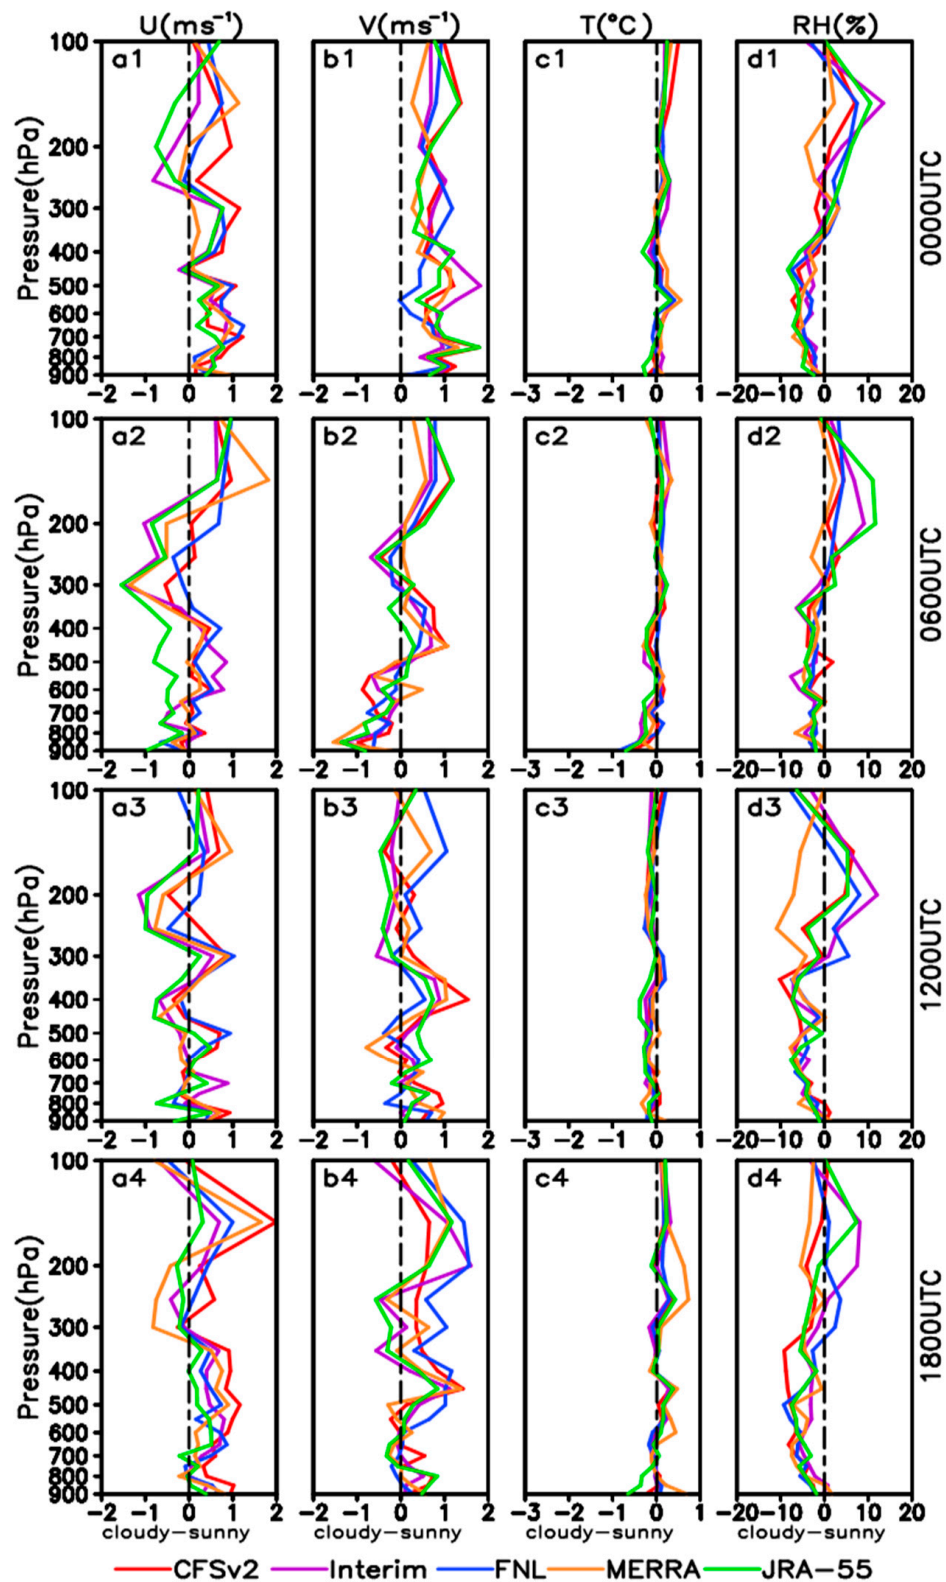 U(ms⁻¹) V(ms⁻¹) T(°C) RH(%)
a1 b1 c1 d1
Pressure(hPa)
100
200
300
400
500
600
700
800
900
0000UTC
-2 -1 0 1 2 -2 -1 0 1 2 -3 -2 -1 0 1 -20 -10 0 10 20
a2 b2 c2 d2
Pressure(hPa)
100
200
300
400
500
600
700
800
900
0600UTC
-2 -1 0 1 2 -2 -1 0 1 2 -3 -2 -1 0 1 -20 -10 0 10 20
a3 b3 c3 d3
Pressure(hPa)
100
200
300
400
500
600
700
800
900
1200UTC
-2 -1 0 1 2 -2 -1 0 1 2 -3 -2 -1 0 1 -20 -10 0 10 20
a4 b4 c4 d4
Pressure(hPa)
100
200
300
400
500
600
700
800
900
1800UTC
-2 -1 0 1 2 -2 -1 0 1 2 -3 -2 -1 0 1 -20 -10 0 10 20
cloudy-sunny cloudy-sunny cloudy-sunny cloudy-sunny
CFSv2 Interim FNL MERRA JRA-55